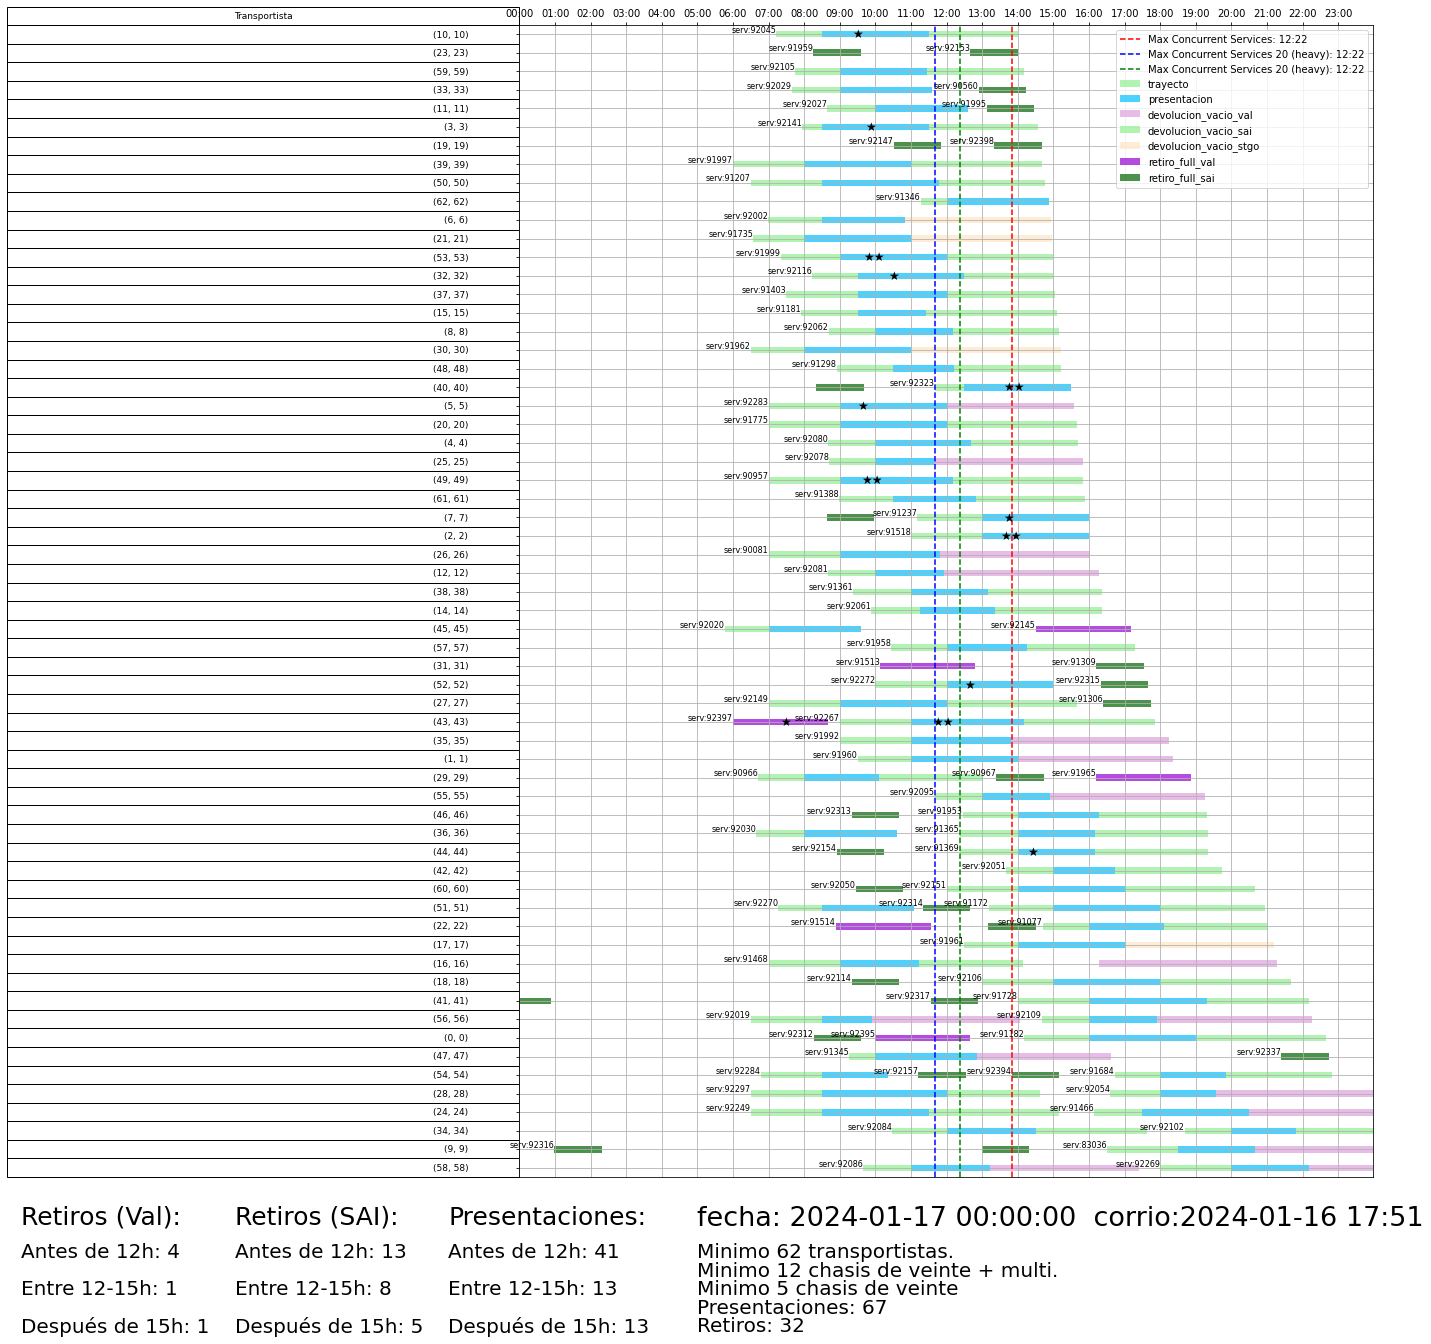 Transportista
00:00 01:00 02:00 03:00 04:00 05:00 06:00 07:00 08:00 09:00 10:00 11:00 12:00 13:00 14:00 15:00 16:00 17:00 18:00 19:00 20:00 21:00 22:00 23:00
Max Concurrent Services: 12:22
Max Concurrent Services 20 (heavy): 12:22
Max Concurrent Services 20 (heavy): 12:22
trayecto
presentacion
devolucion_vacio_val
devolucion_vacio_sai
devolucion_vacio_stgo
retiro_full_val
retiro_full_sai
(10, 10) serv:92045
(23, 23) serv:91959 serv:92153
(59, 59) serv:92105
(33, 33) serv:92029 serv:90560
(11, 11) serv:92027 serv:91995
(3, 3) serv:92141
(19, 19) serv:92147 serv:92398
(39, 39) serv:91997
(50, 50) serv:91207
(62, 62) serv:91346
(6, 6) serv:92002
(21, 21) serv:91735
(53, 53) serv:91999
(32, 32) serv:92116
(37, 37) serv:91403
(15, 15) serv:91181
(8, 8) serv:92062
(30, 30) serv:91962
(48, 48) serv:91298
(40, 40) serv:92323
(5, 5) serv:92283
(20, 20) serv:91775
(4, 4) serv:92080
(25, 25) serv:92078
(49, 49) serv:90957
(61, 61) serv:91388
(7, 7) serv:91237
(2, 2) serv:91518
(26, 26) serv:90081
(12, 12) serv:92081
(38, 38) serv:91361
(14, 14) serv:92061
(45, 45) serv:92020 serv:92145
(57, 57) serv:91958
(31, 31) serv:91513 serv:91309
(52, 52) serv:92272 serv:92315
(27, 27) serv:92149 serv:91306
(43, 43) serv:92397 serv:92267
(35, 35) serv:91992
(1, 1) serv:91960
(29, 29) serv:90966 serv:90967 serv:91965
(55, 55) serv:92095
(46, 46) serv:92313 serv:91953
(36, 36) serv:92030 serv:91365
(44, 44) serv:92154 serv:91369
(42, 42) serv:92051
(60, 60) serv:92050 serv:92151
(51, 51) serv:92270 serv:92314 serv:91172
(22, 22) serv:91514 serv:91077
(17, 17) serv:91961
(16, 16) serv:91468
(18, 18) serv:92114 serv:92106
(41, 41) serv:92317 serv:91728
(56, 56) serv:92019 serv:92109
(0, 0) serv:92312 serv:92395 serv:91182
(47, 47) serv:91345 serv:92337
(54, 54) serv:92284 serv:92157 serv:92394 serv:91684
(28, 28) serv:92297 serv:92054
(24, 24) serv:92249 serv:91466
(34, 34) serv:92084 serv:92102
(9, 9) serv:92316 serv:83036
(58, 58) serv:92086 serv:92269
Retiros (Val):
Antes de 12h: 4
Entre 12-15h: 1
Después de 15h: 1
Retiros (SAI):
Antes de 12h: 13
Entre 12-15h: 8
Después de 15h: 5
Presentaciones:
Antes de 12h: 41
Entre 12-15h: 13
Después de 15h: 13
fecha: 2024-01-17 00:00:00 corrio:2024-01-16 17:51
Minimo 62 transportistas.
Minimo 12 chasis de veinte + multi.
Minimo 5 chasis de veinte
Presentaciones: 67
Retiros: 32